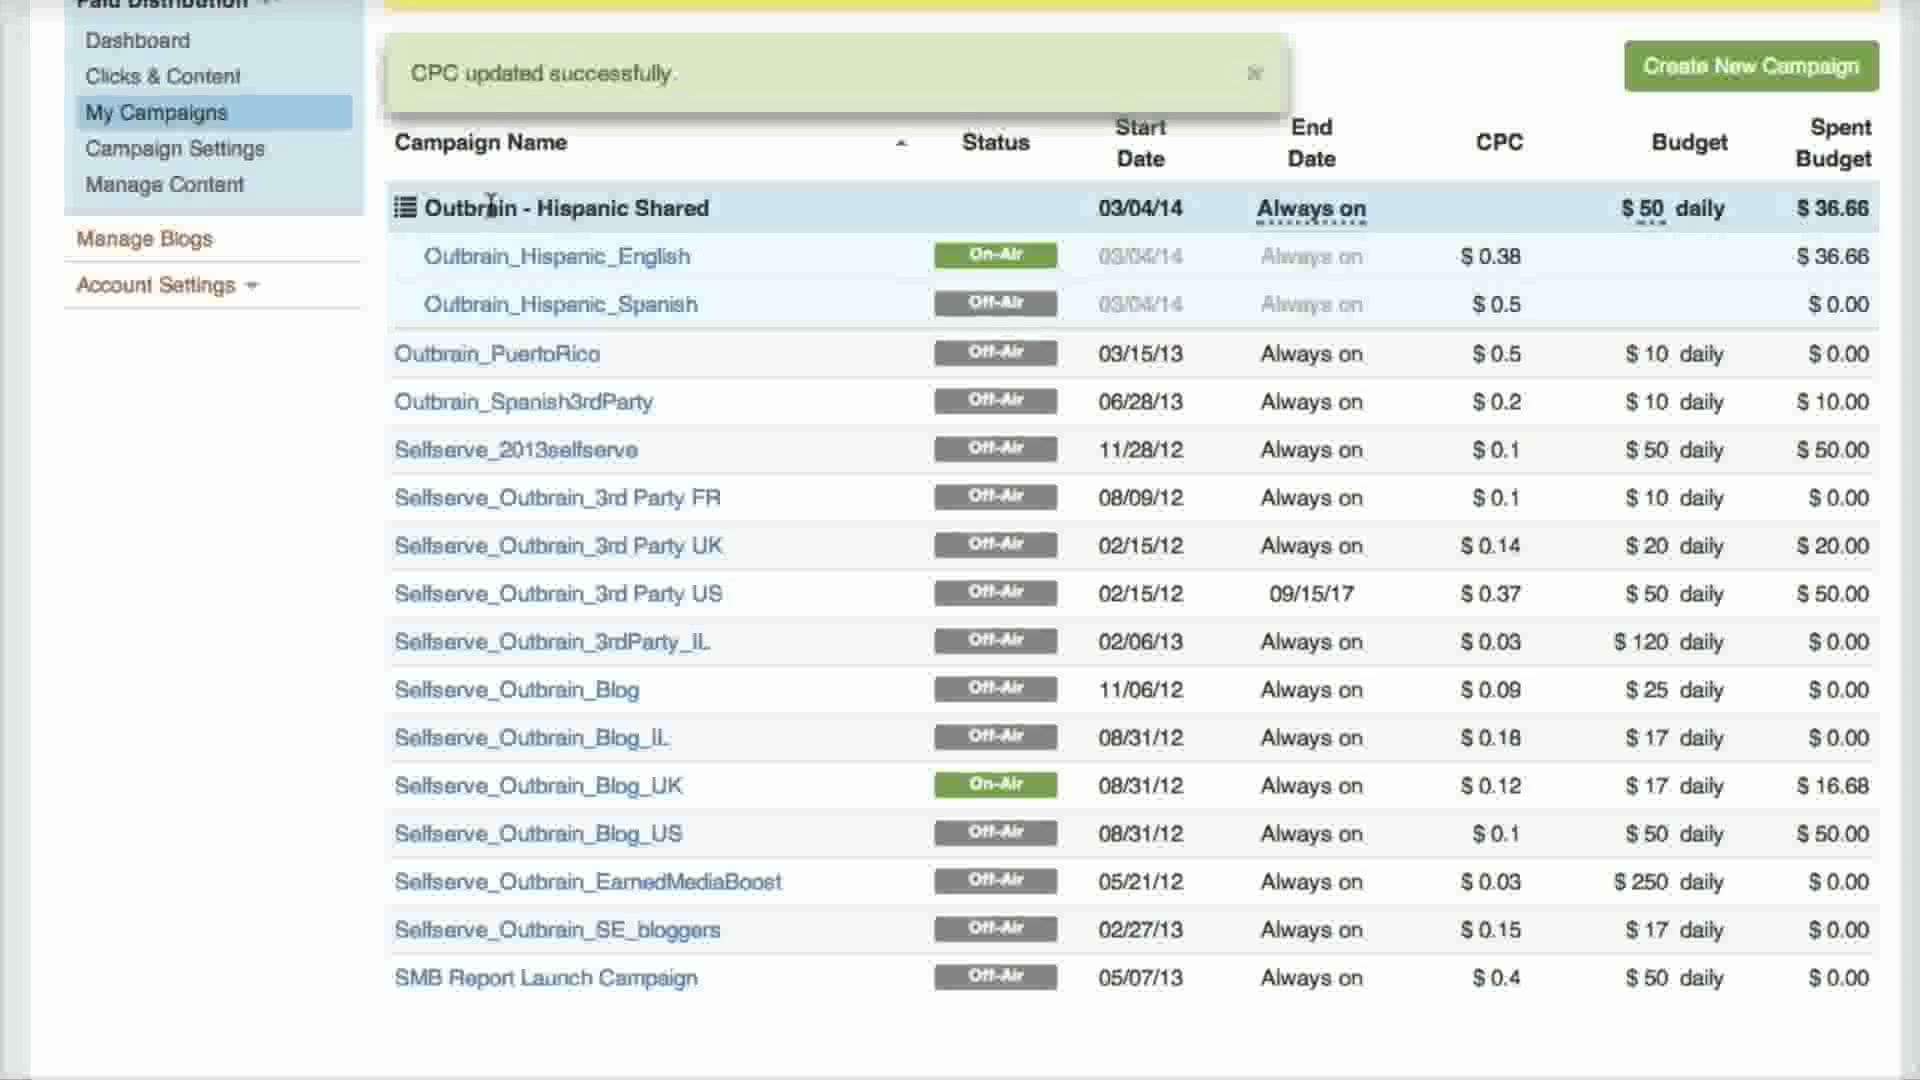 Paid Distribution
Dashboard
Clicks & Content
My Campaigns
Campaign Settings
Manage Content
Manage Blogs
Account Settings
CPC updated successfully.
Create New Campaign
Campaign Name Status Start Date End Date CPC Budget Spent Budget
Outbrain - Hispanic Shared 03/04/14 Always on $ 50 daily $ 36.66
Outbrain_Hispanic_English On-Air 03/04/14 Always on $ 0.38 $ 36.66
Outbrain_Hispanic_Spanish Off-Air 03/04/14 Always on $ 0.5 $ 0.00
Outbrain_PuertoRico Off-Air 03/15/13 Always on $ 0.5 $ 10 daily $ 0.00
Outbrain_Spanish3rdParty Off-Air 06/28/13 Always on $ 0.2 $ 10 daily $ 10.00
Selfserve_2013selfserve Off-Air 11/28/12 Always on $ 0.1 $ 50 daily $ 50.00
Selfserve_Outbrain_3rd Party FR Off-Air 08/09/12 Always on $ 0.1 $ 10 daily $ 0.00
Selfserve_Outbrain_3rd Party UK Off-Air 02/15/12 Always on $ 0.14 $ 20 daily $ 20.00
Selfserve_Outbrain_3rd Party US Off-Air 02/15/12 09/15/17 $ 0.37 $ 50 daily $ 50.00
Selfserve_Outbrain_3rdParty_IL Off-Air 02/06/13 Always on $ 0.03 $ 120 daily $ 0.00
Selfserve_Outbrain_Blog Off-Air 11/06/12 Always on $ 0.09 $ 25 daily $ 0.00
Selfserve_Outbrain_Blog_IL Off-Air 08/31/12 Always on $ 0.18 $ 17 daily $ 0.00
Selfserve_Outbrain_Blog_UK On-Air 08/31/12 Always on $ 0.12 $ 17 daily $ 16.68
Selfserve_Outbrain_Blog_US Off-Air 08/31/12 Always on $ 0.1 $ 50 daily $ 50.00
Selfserve_Outbrain_EarnedMediaBoost Off-Air 05/21/12 Always on $ 0.03 $ 250 daily $ 0.00
Selfserve_Outbrain_SE_bloggers Off-Air 02/27/13 Always on $ 0.15 $ 17 daily $ 0.00
SMB Report Launch Campaign Off-Air 05/07/13 Always on $ 0.4 $ 50 daily $ 0.00